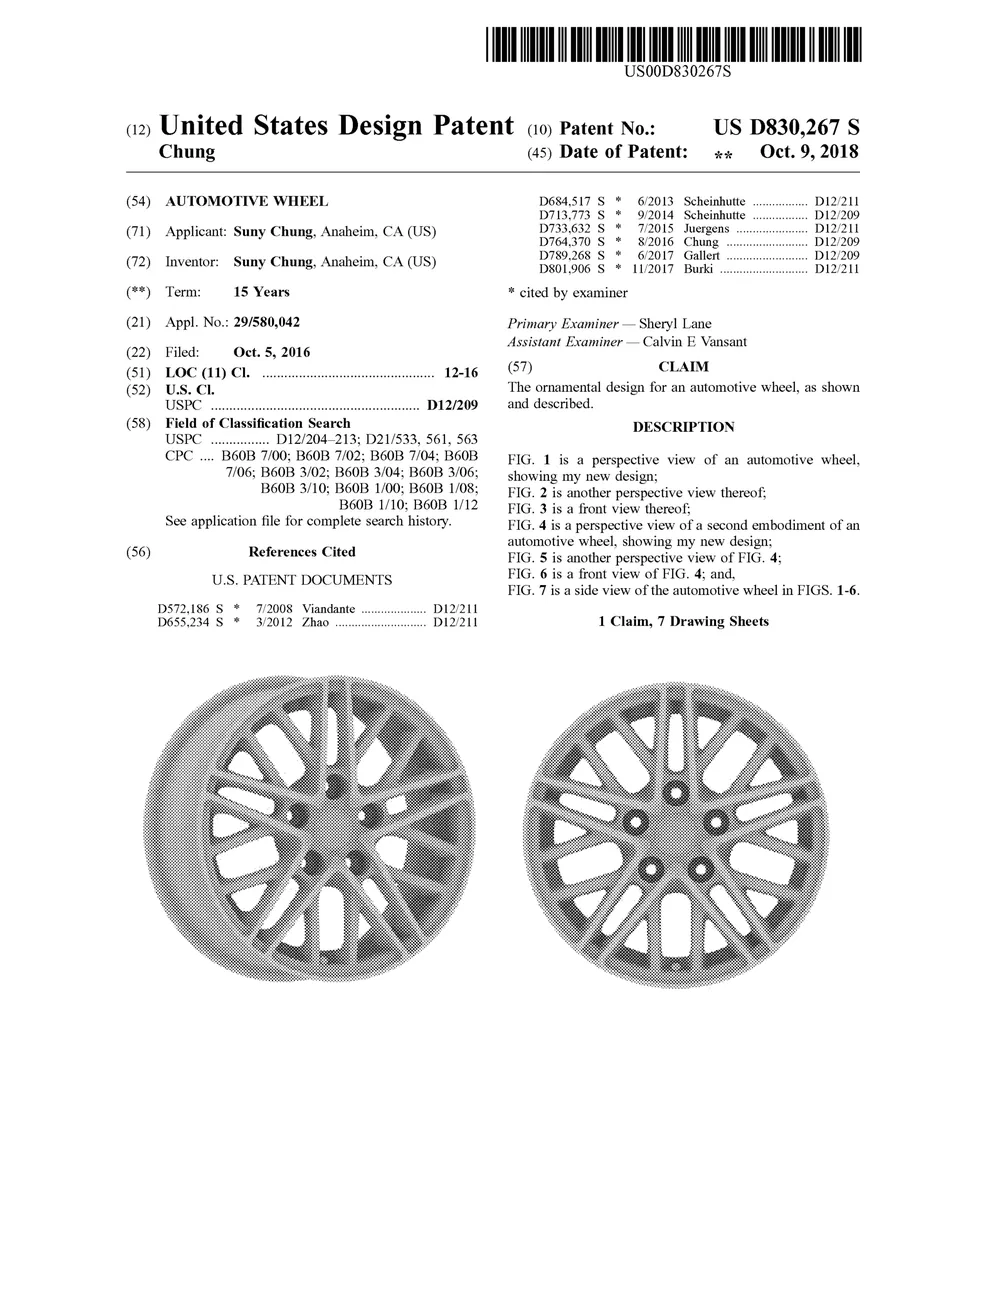 US00D830267S
(12) United States Design Patent
Chung
(10) Patent No.: US D830,267 S
(45) Date of Patent: ** Oct. 9, 2018
(54) AUTOMOTIVE WHEEL
(71) Applicant: Suny Chung, Anaheim, CA (US)
(72) Inventor: Suny Chung, Anaheim, CA (US)
(**) Term: 15 Years
(21) Appl. No.: 29/580,042
(22) Filed: Oct. 5, 2016
(51) LOC (11) Cl. ............................................... 12-16
(52) U.S. Cl.
USPC ......................................................... D12/209
(58) Field of Classification Search
USPC ................ D12/204–213; D21/533, 561, 563
CPC .... B60B 7/00; B60B 7/02; B60B 7/04; B60B
7/06; B60B 3/02; B60B 3/04; B60B 3/06;
B60B 3/10; B60B 1/00; B60B 1/08;
B60B 1/10; B60B 1/12
See application file for complete search history.
(56) References Cited
U.S. PATENT DOCUMENTS
D572,186 S * 7/2008 Viandante .................... D12/211
D655,234 S * 3/2012 Zhao ............................ D12/211
D684,517 S * 6/2013 Scheinhutte ................. D12/211
D713,773 S * 9/2014 Scheinhutte ................. D12/209
D733,632 S * 7/2015 Juergens ...................... D12/211
D764,370 S * 8/2016 Chung ......................... D12/209
D789,268 S * 6/2017 Gallert ......................... D12/209
D801,906 S * 11/2017 Burki ........................... D12/211
* cited by examiner
Primary Examiner — Sheryl Lane
Assistant Examiner — Calvin E Vansant
(57) CLAIM
The ornamental design for an automotive wheel, as shown
and described.
DESCRIPTION
FIG. 1 is a perspective view of an automotive wheel,
showing my new design;
FIG. 2 is another perspective view thereof;
FIG. 3 is a front view thereof;
FIG. 4 is a perspective view of a second embodiment of an
automotive wheel, showing my new design;
FIG. 5 is another perspective view of FIG. 4;
FIG. 6 is a front view of FIG. 4; and,
FIG. 7 is a side view of the automotive wheel in FIGS. 1-6.
1 Claim, 7 Drawing Sheets